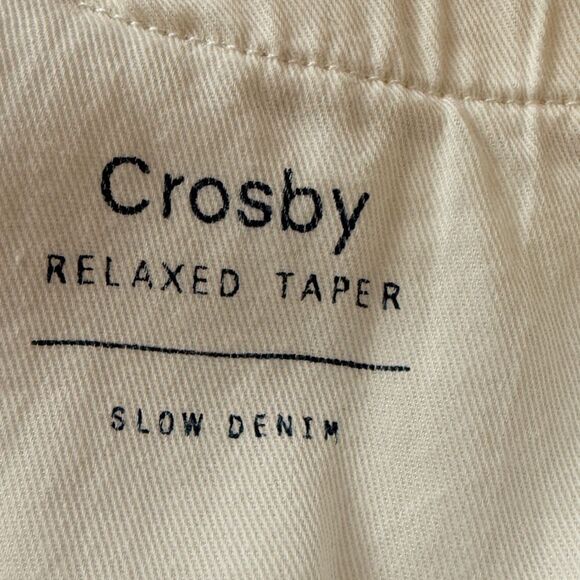 Crosby
RELAXED TAPER
SLOW DENIM